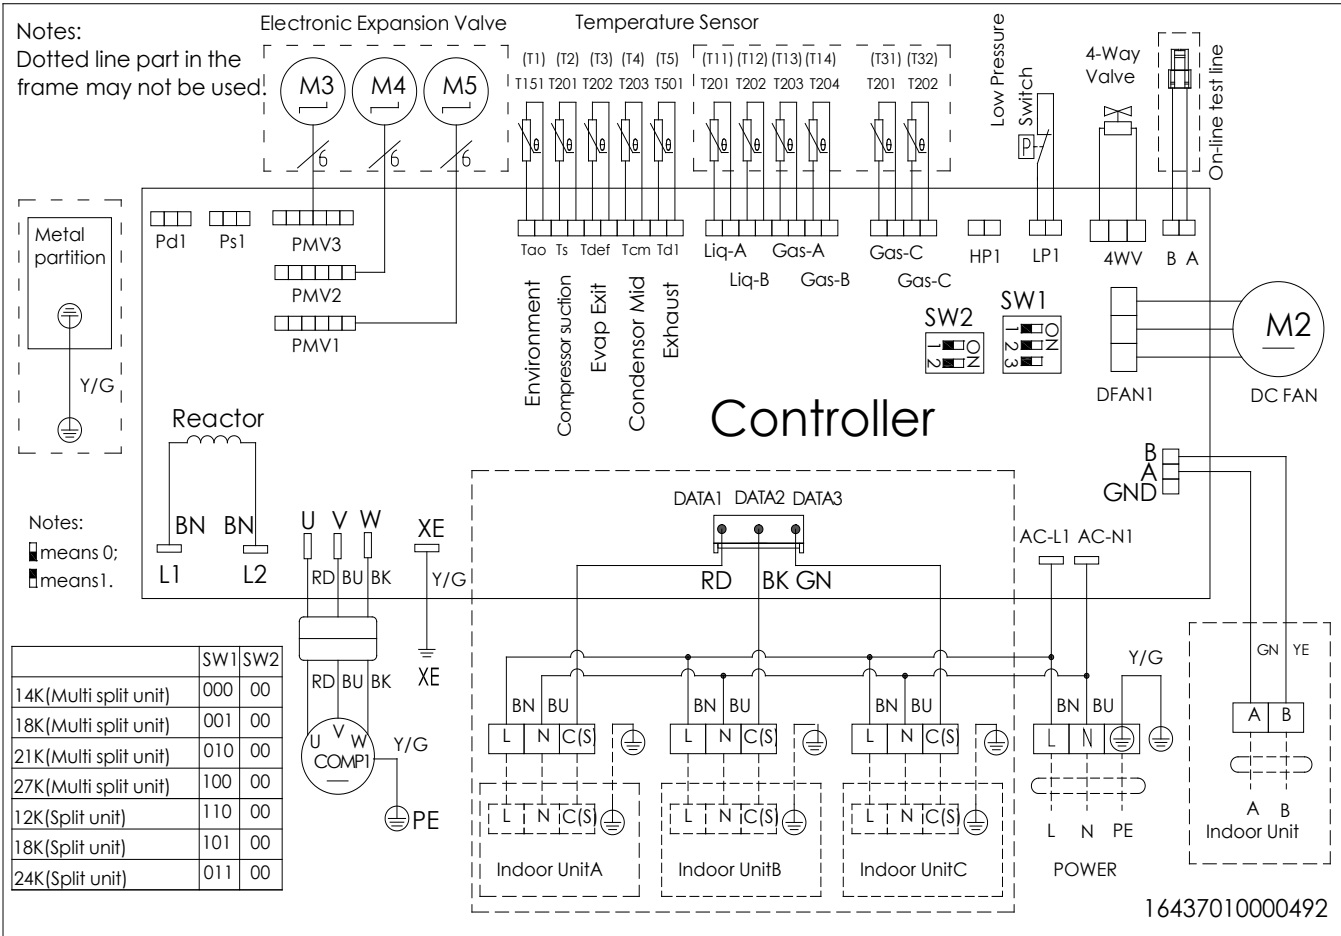 Notes:
Dotted line part in the
frame may not be used.
Electronic Expansion Valve
Temperature Sensor
M3 M4 M5
6 6 6
(T1) (T2) (T3) (T4) (T5) (T11) (T12) (T13) (T14) (T31) (T32)
T151 T201 T202 T203 T501 T201 T202 T203 T204 T201 T202
θ θ θ θ θ θ θ θ θ θ θ
Low Pressure
Switch
P
4-Way
Valve
On-line test line
Metal
partition
Y/G
Pd1 Ps1 PMV3
PMV2
PMV1
Tao Ts Tdef Tcm Td1
Environment
Compressor suction
Evap Exit
Condensor Mid
Exhaust
Liq-A Gas-A Gas-C
Liq-B Gas-B Gas-C
HP1 LP1 4WV B A
SW2 SW1
1 2 ON
1 2 3 ON
M2
DFAN1 DC FAN
Controller
Reactor
BN BN
L1 L2
U V W XE
RD BU BK Y/G
XE
RD BU BK
U V W
COMP1
Y/G
PE
Notes:
means 0;
means1.
SW1 SW2
14K(Multi split unit) 000 00
18K(Multi split unit) 001 00
21K(Multi split unit) 010 00
27K(Multi split unit) 100 00
12K(Split unit) 110 00
18K(Split unit) 101 00
24K(Split unit) 011 00
DATA1 DATA2 DATA3
RD BK GN
B
A
GND
AC-L1 AC-N1
BN BU BN BU BN BU BN BU Y/G
L N C(S) L N C(S) L N C(S) L N
L N C(S) L N C(S) L N C(S) L N PE
Indoor UnitA Indoor UnitB Indoor UnitC POWER
GN YE
A B
A B
Indoor Unit
16437010000492